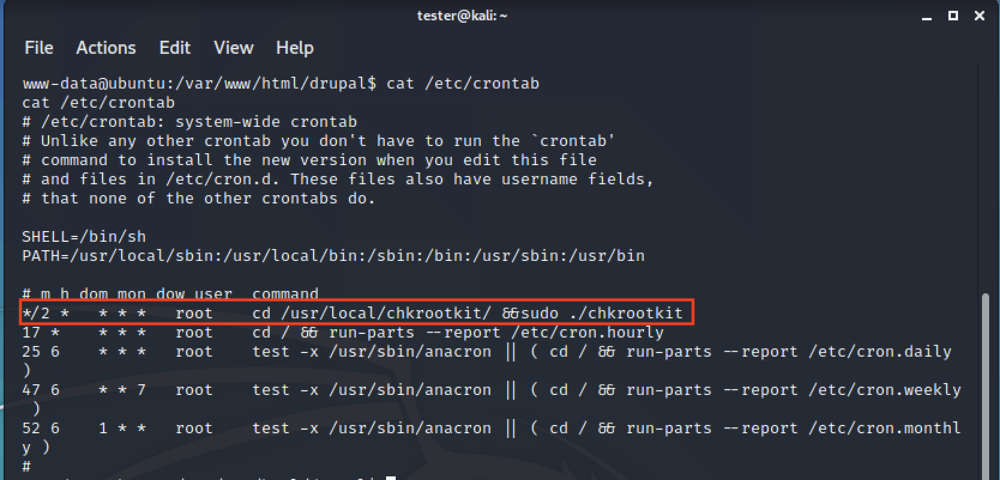 tester@kali: ~
File Actions Edit View Help
www-data@ubuntu:/var/www/html/drupal$ cat /etc/crontab
cat /etc/crontab
# /etc/crontab: system-wide crontab
# Unlike any other crontab you don't have to run the `crontab'
# command to install the new version when you edit this file
# and files in /etc/cron.d. These files also have username fields,
# that none of the other crontabs do.
SHELL=/bin/sh
PATH=/usr/local/sbin:/usr/local/bin:/sbin:/bin:/usr/sbin:/usr/bin
# m h dom mon dow user  command
*/2 *   * * *   root    cd /usr/local/chkrootkit/ &&sudo ./chkrootkit
17 *    * * *   root    cd / && run-parts --report /etc/cron.hourly
25 6    * * *   root    test -x /usr/sbin/anacron || ( cd / && run-parts --report /etc/cron.daily
)
47 6    * * 7   root    test -x /usr/sbin/anacron || ( cd / && run-parts --report /etc/cron.weekly
)
52 6    1 * *   root    test -x /usr/sbin/anacron || ( cd / && run-parts --report /etc/cron.monthl
y )
#